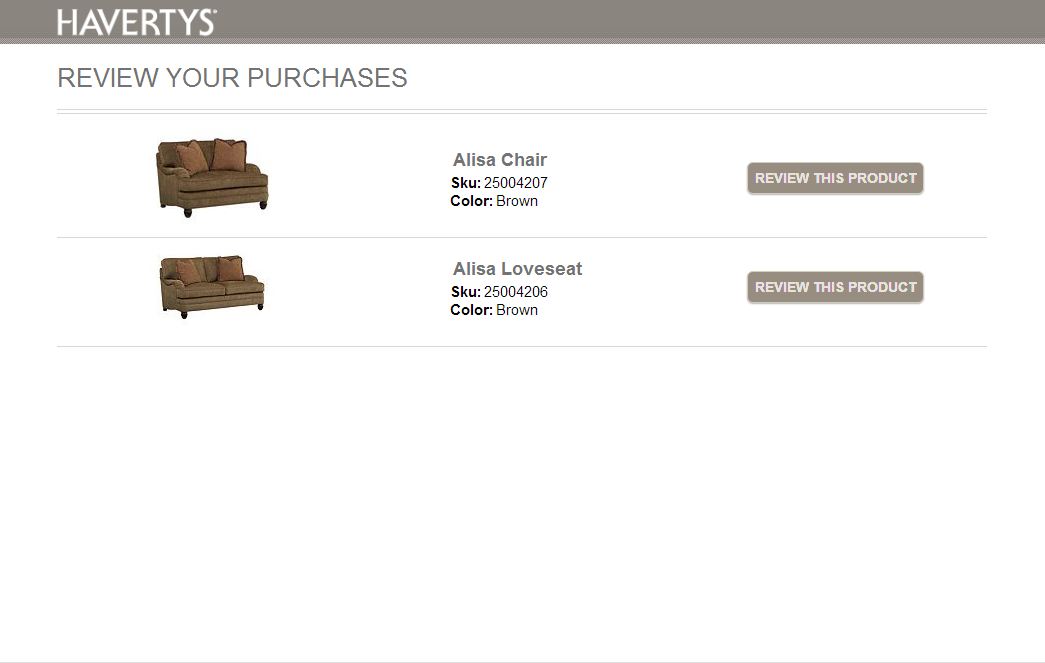 HAVERTYS
REVIEW YOUR PURCHASES
Alisa Chair
Sku: 25004207
Color: Brown
REVIEW THIS PRODUCT
Alisa Loveseat
Sku: 25004206
Color: Brown
REVIEW THIS PRODUCT